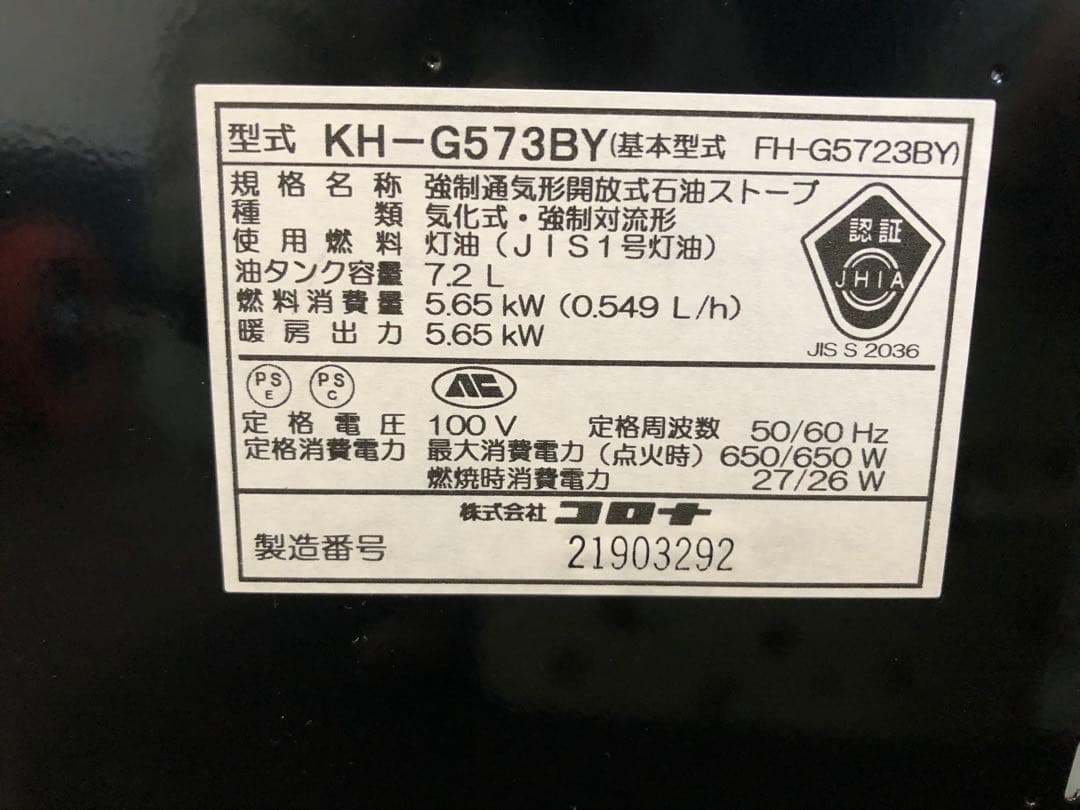 型式 KH-G573BY(基本型式 FH-G5723BY)
規格名称 強制通気形開放式石油ストーブ
種類 気化式・強制対流形
使用燃料 灯油(JIS1号灯油)
油タンク容量 7.2 L
燃料消費量 5.65 kW (0.549 L/h)
暖房出力 5.65 kW
認証
JHIA
JIS S 2036
PS E PS C
定格電圧 100 V 定格周波数 50/60 Hz
定格消費電力 最大消費電力(点火時) 650/650 W
燃焼時消費電力 27/26 W
株式会社 コロナ
製造番号 21903292